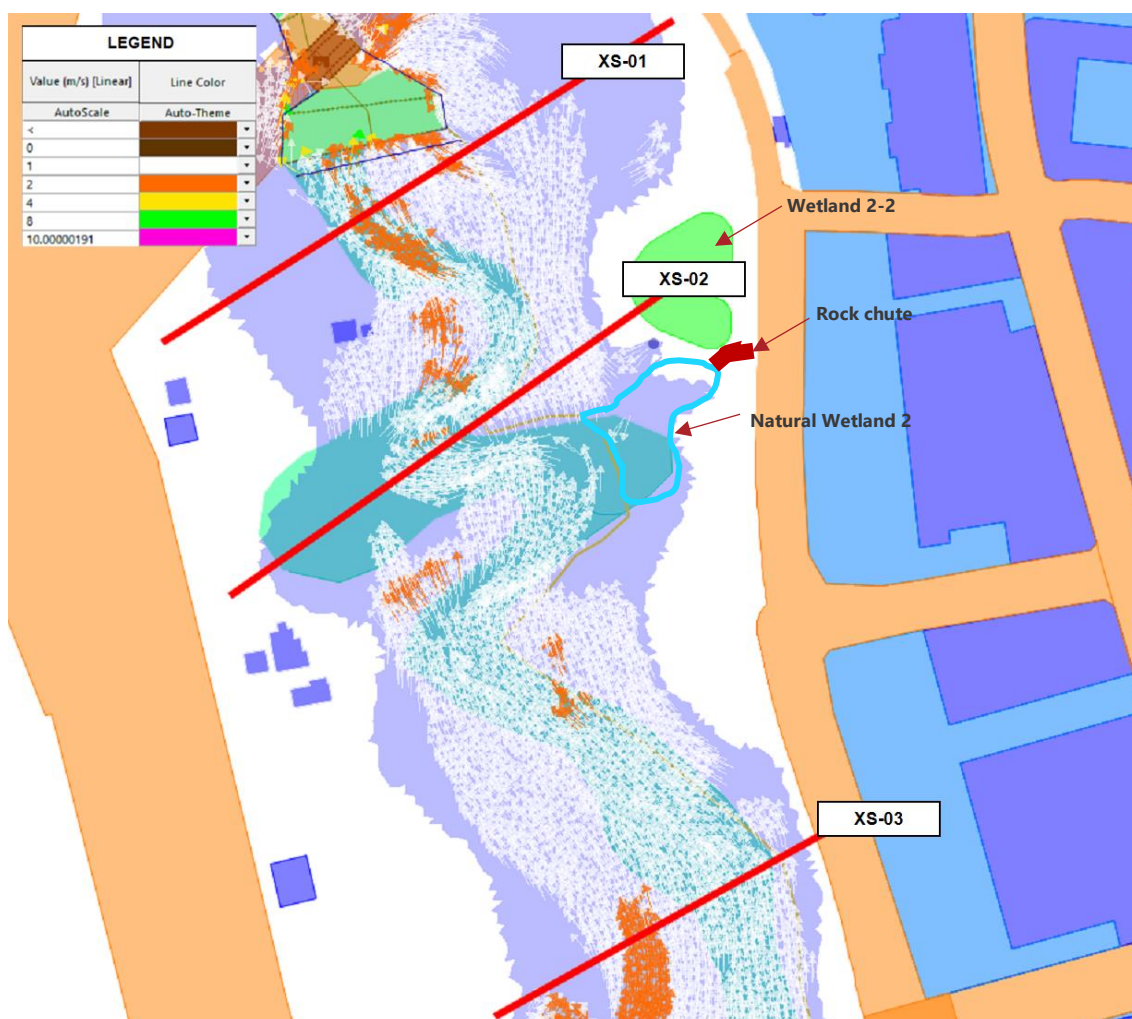 LEGEND
Value (m/s) [Linear] Line Color
AutoScale Auto-Theme
<
0
1
2
4
8
10.00000191
XS-01
Wetland 2-2
XS-02
Rock chute
Natural Wetland 2
XS-03